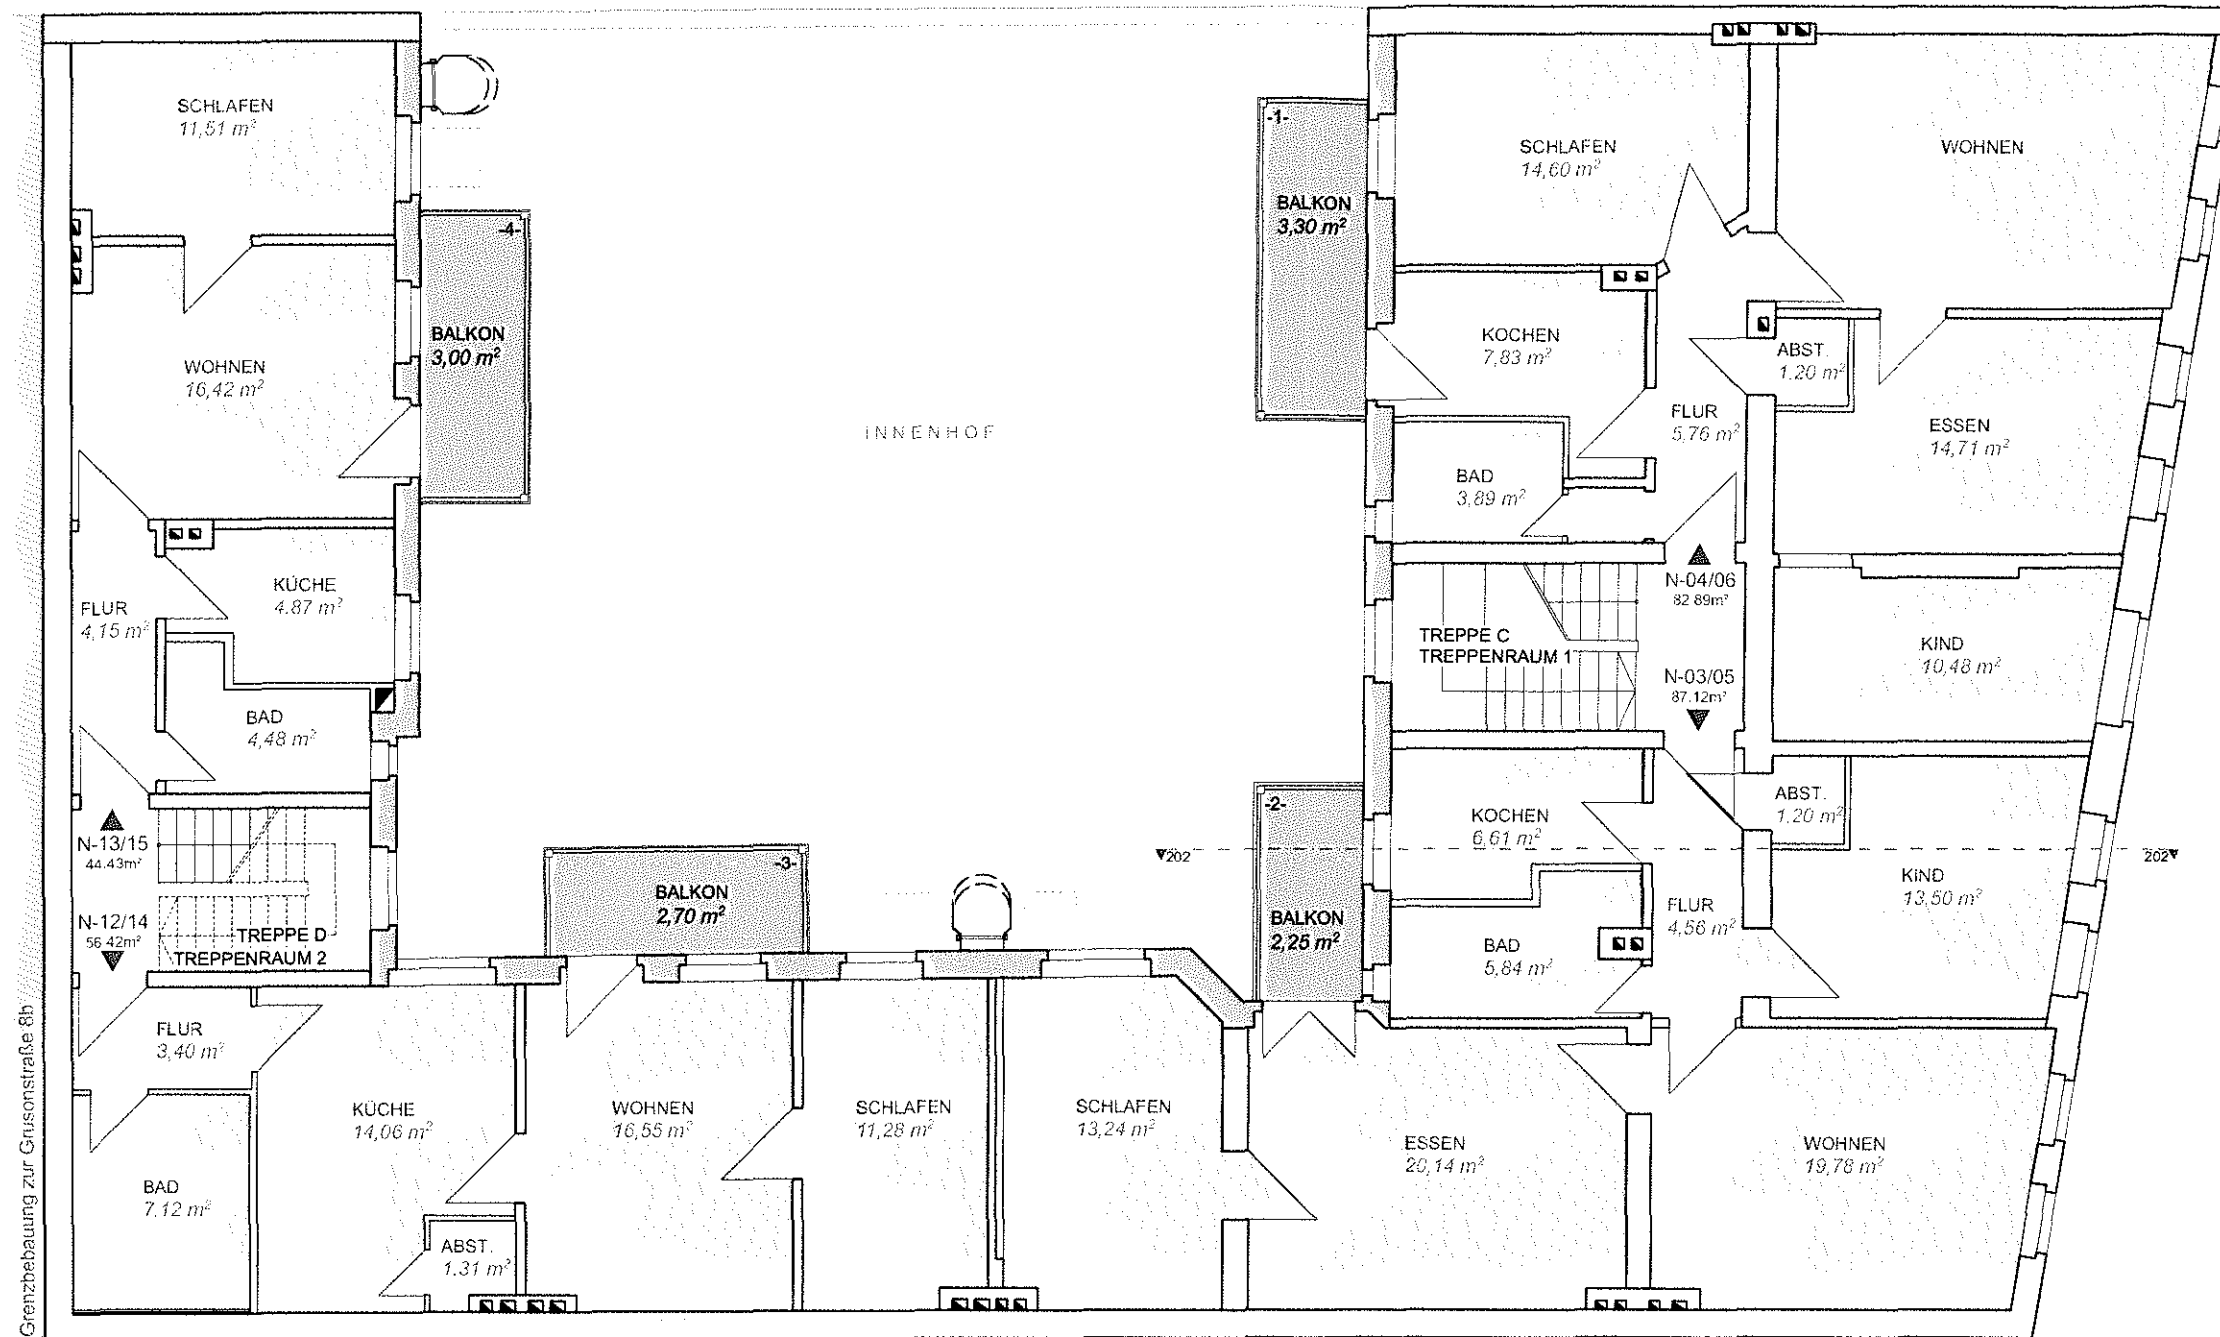 SCHLAFEN
11,51 m²
-4-
BALKON
3,00 m²
WOHNEN
16,42 m²
KÜCHE
4.87 m²
FLUR
4,15 m²
BAD
4,48 m²
N-13/15
44.43m²
N-12/14
56 42m²
TREPPE D
TREPPENRAUM 2
FLUR
3,40 m²
BAD
7,12 m²
KÜCHE
14,06 m²
ABST.
1.31 m²
-3-
BALKON
2,70 m²
WOHNEN
16,55 m²
SCHLAFEN
11,28 m²
SCHLAFEN
13,24 m²
INNENHOF
-1-
BALKON
3,30 m²
SCHLAFEN
14,60 m²
WOHNEN
KOCHEN
7,83 m²
ABST.
1.20 m²
FLUR
5,76 m²
ESSEN
14,71 m²
BAD
3,89 m²
N-04/06
82 89m²
TREPPE C
TREPPENRAUM 1
N-03/05
87.12m²
KIND
10,48 m²
-2-
BALKON
2,25 m²
KOCHEN
6,61 m²
ABST.
1.20 m²
202
202
KIND
13,50 m²
FLUR
4,56 m²
BAD
5,84 m²
ESSEN
20,14 m²
WOHNEN
19,78 m²
Grenzbebauung zur Grusonstraße 8b